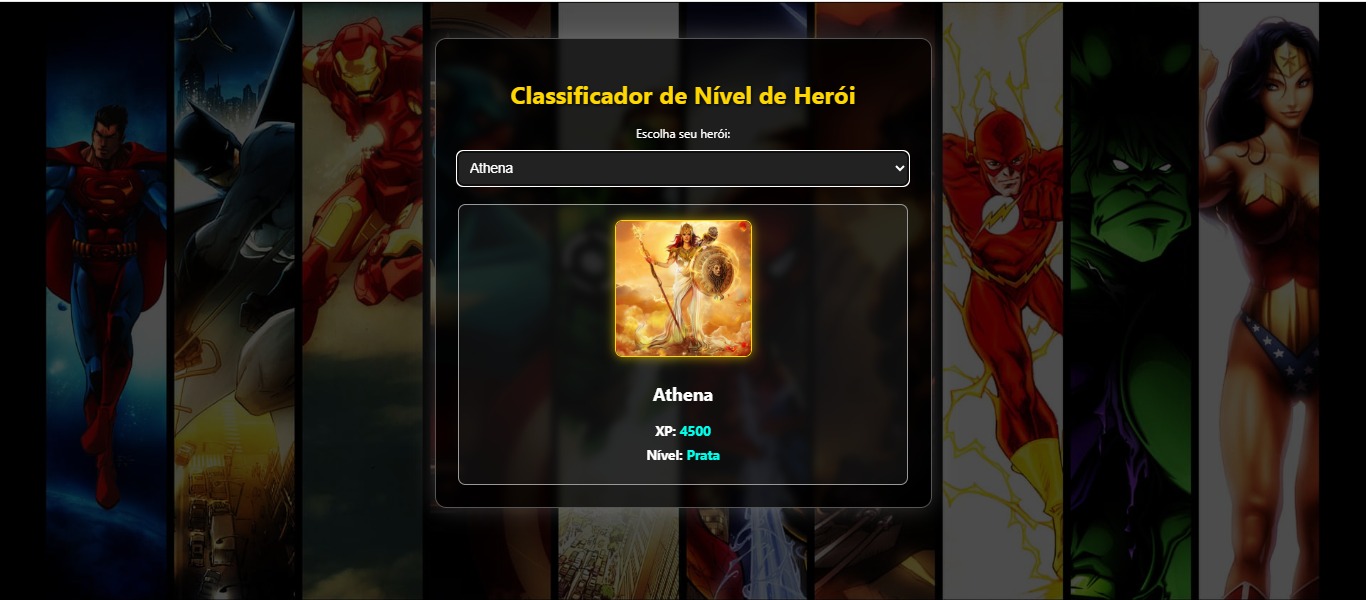 Classificador de Nível de Herói
Escolha seu herói:
Athena
Athena
XP: 4500
Nível: Prata